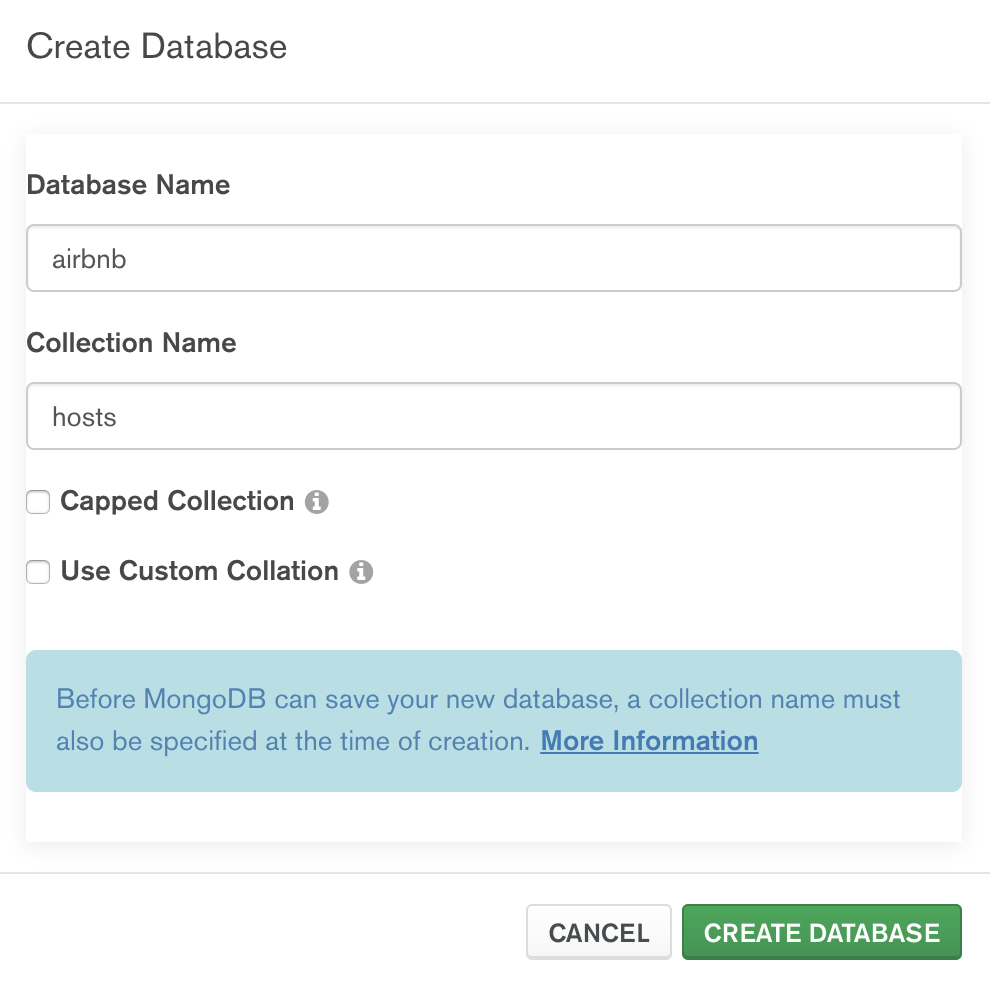 Create Database
Database Name
airbnb
Collection Name
hosts
Capped Collection
Use Custom Collation
Before MongoDB can save your new database, a collection name must
also be specified at the time of creation. More Information
CANCEL CREATE DATABASE